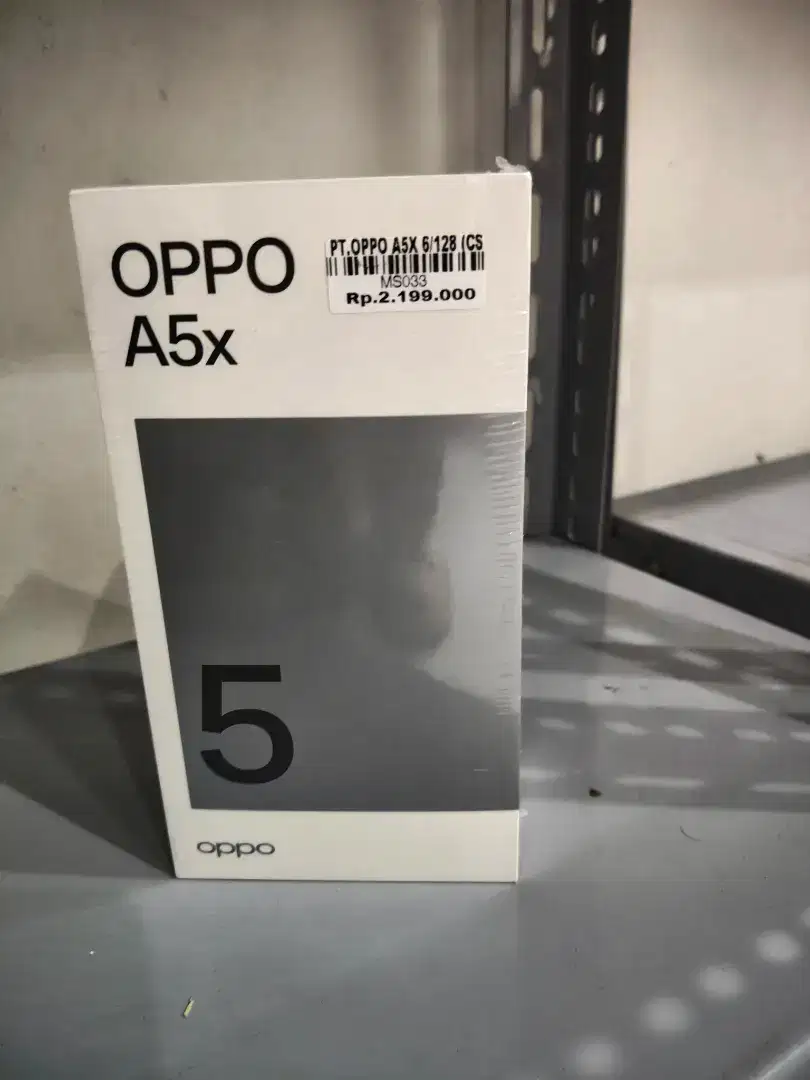 OPPO
A5x
PT.OPPO A5X 6/128 (CS
MS033
Rp.2.199.000
5
oppo